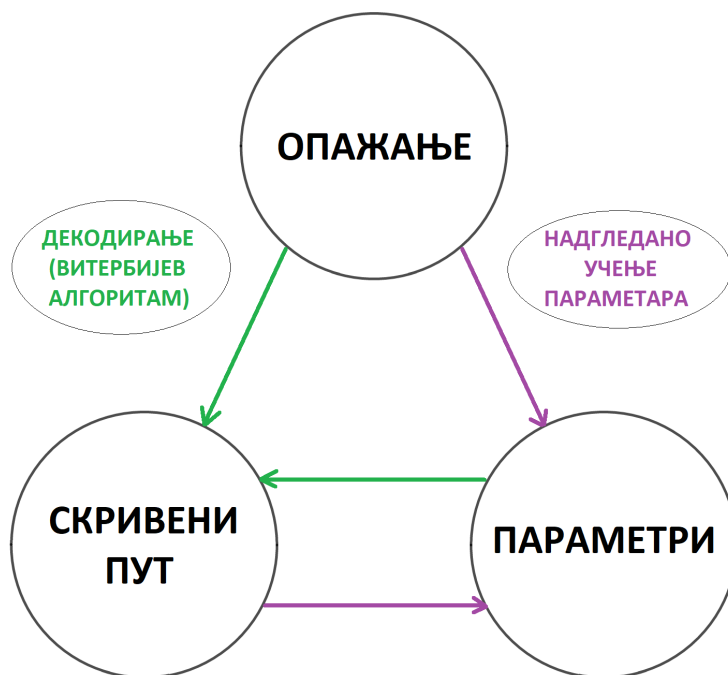 ОПАЖАЊЕ
ДЕКОДИРАЊЕ
(ВИТЕРБИЈЕВ
АЛГОРИТАМ)
НАДГЛЕДАНО
УЧЕЊЕ
ПАРАМЕТАРА
СКРИВЕНИ
ПУТ
ПАРАМЕТРИ